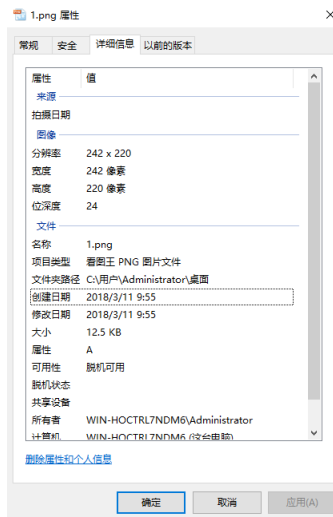 1.png 属性
常规 安全 详细信息 以前的版本
属性 值
来源
拍摄日期
图像
分辨率 242 x 220
宽度 242 像素
高度 220 像素
位深度 24
文件
名称 1.png
项目类型 看图王 PNG 图片文件
文件夹路径 C:\用户\Administrator\桌面
创建日期 2018/3/11 9:55
修改日期 2018/3/11 9:55
大小 12.5 KB
属性 A
可用性 脱机可用
脱机状态
共享设备
所有者 WIN-HOCTRL7NDM6\Administrator
计算机 WIN-HOCTRL7NDM6 (这台电脑)
删除属性和个人信息
确定 取消 应用(A)